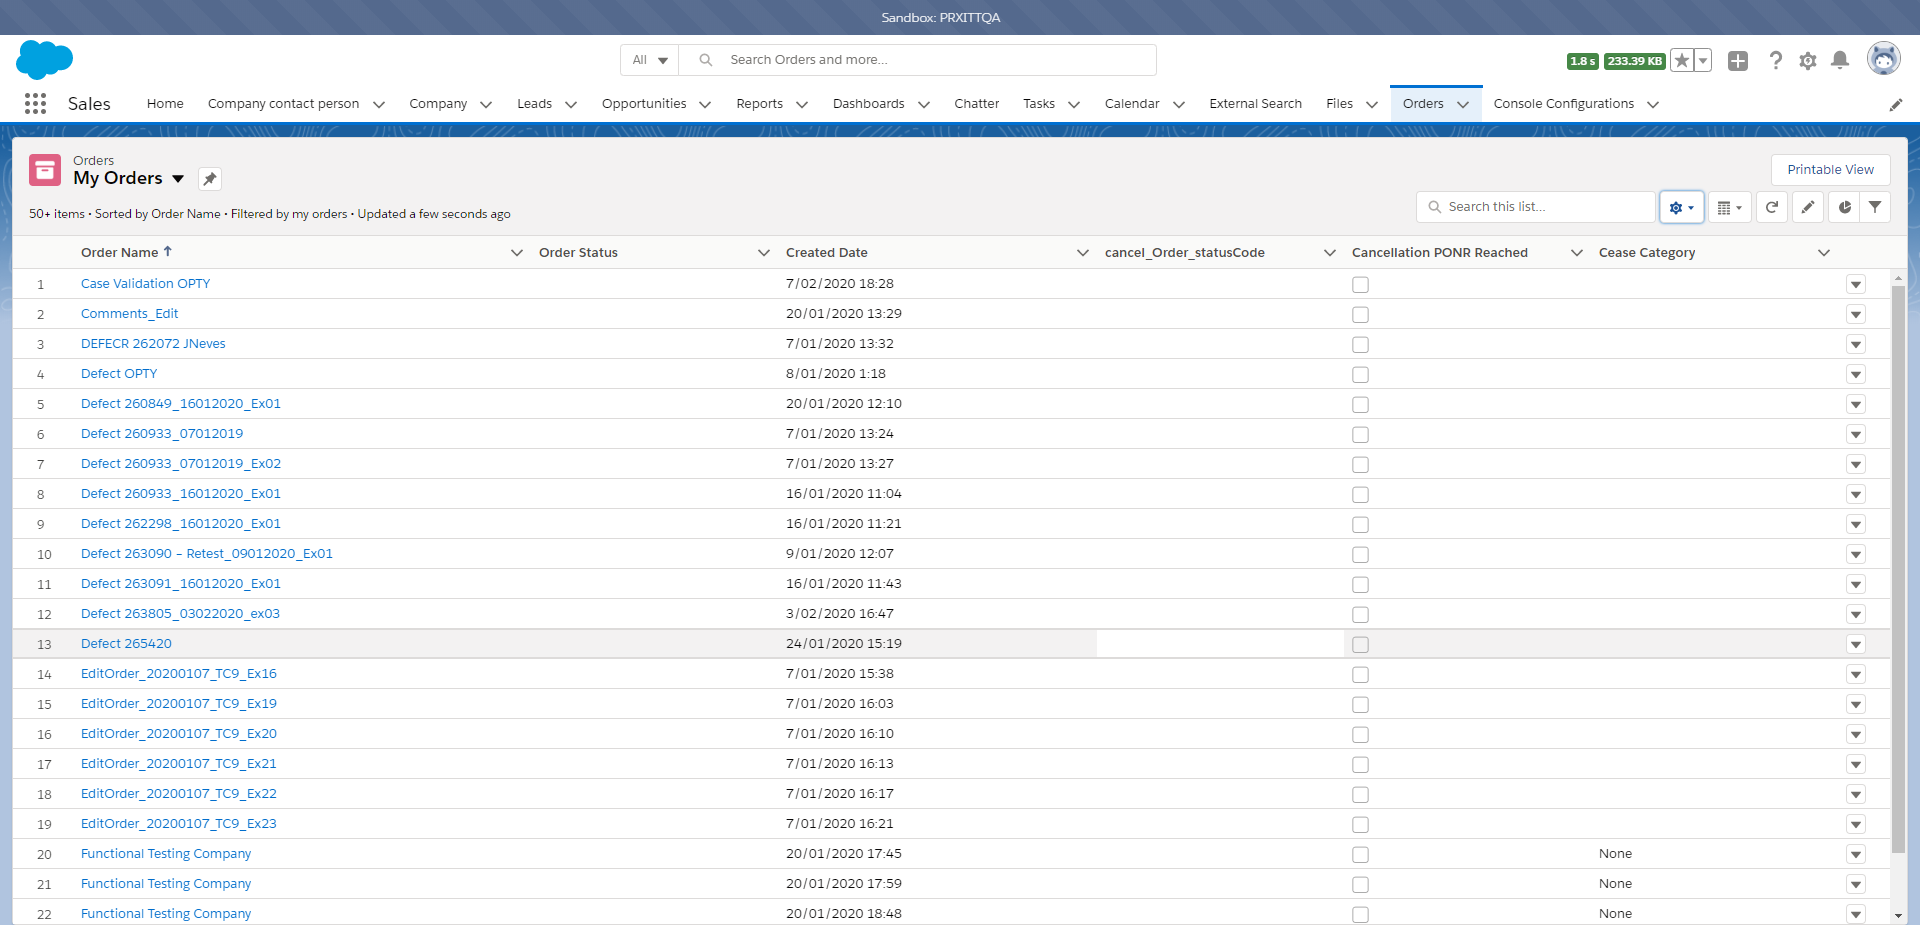 Sandbox: PRXITTQA
All Search Orders and more... 1.8 s 233.39 KB
Sales Home Company contact person Company Leads Opportunities Reports Dashboards Chatter Tasks Calendar External Search Files Orders Console Configurations
Orders
My Orders
Printable View
50+ items • Sorted by Order Name • Filtered by my orders • Updated a few seconds ago
Search this list...
Order Name Order Status Created Date cancel_Order_statusCode Cancellation PONR Reached Cease Category
1 Case Validation OPTY 7/02/2020 18:28
2 Comments_Edit 20/01/2020 13:29
3 DEFECR 262072 JNeves 7/01/2020 13:32
4 Defect OPTY 8/01/2020 1:18
5 Defect 260849_16012020_Ex01 20/01/2020 12:10
6 Defect 260933_07012019 7/01/2020 13:24
7 Defect 260933_07012019_Ex02 7/01/2020 13:27
8 Defect 260933_16012020_Ex01 16/01/2020 11:04
9 Defect 262298_16012020_Ex01 16/01/2020 11:21
10 Defect 263090 – Retest_09012020_Ex01 9/01/2020 12:07
11 Defect 263091_16012020_Ex01 16/01/2020 11:43
12 Defect 263805_03022020_ex03 3/02/2020 16:47
13 Defect 265420 24/01/2020 15:19
14 EditOrder_20200107_TC9_Ex16 7/01/2020 15:38
15 EditOrder_20200107_TC9_Ex19 7/01/2020 16:03
16 EditOrder_20200107_TC9_Ex20 7/01/2020 16:10
17 EditOrder_20200107_TC9_Ex21 7/01/2020 16:13
18 EditOrder_20200107_TC9_Ex22 7/01/2020 16:17
19 EditOrder_20200107_TC9_Ex23 7/01/2020 16:21
20 Functional Testing Company 20/01/2020 17:45 None
21 Functional Testing Company 20/01/2020 17:59 None
22 Functional Testing Company 20/01/2020 18:48 None